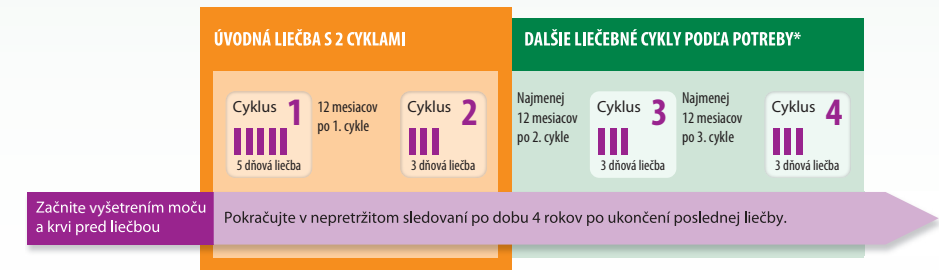 ÚVODNÁ LIEČBA S 2 CYKLAMI
DALŠIE LIEČEBNÉ CYKLY PODĽA POTREBY*
Cyklus 1
5 dňová liečba
12 mesiacov
po 1. cykle
Cyklus 2
3 dňová liečba
Najmenej
12 mesiacov
po 2. cykle
Cyklus 3
3 dňová liečba
Najmenej
12 mesiacov
po 3. cykle
Cyklus 4
3 dňová liečba
Začnite vyšetrením moču
a krvi pred liečbou
Pokračujte v nepretržitom sledovaní po dobu 4 rokov po ukončení poslednej liečby.